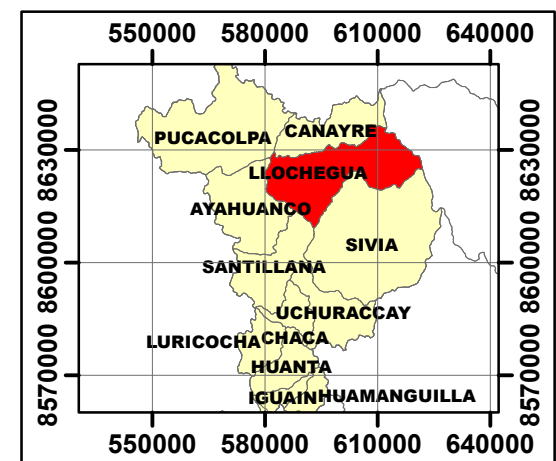 550000 580000 610000 640000
8630000
8600000
8570000
CANAYRE
PUCACOLPA
LLOCHEGUA
AYAHUANCO
SIVIA
SANTILLANA
UCHURACCAY
LURICOCHA
CHACA
HUANTA
IGUAIN
HUAMANGUILLA
8630000
8600000
8570000
550000 580000 610000 640000